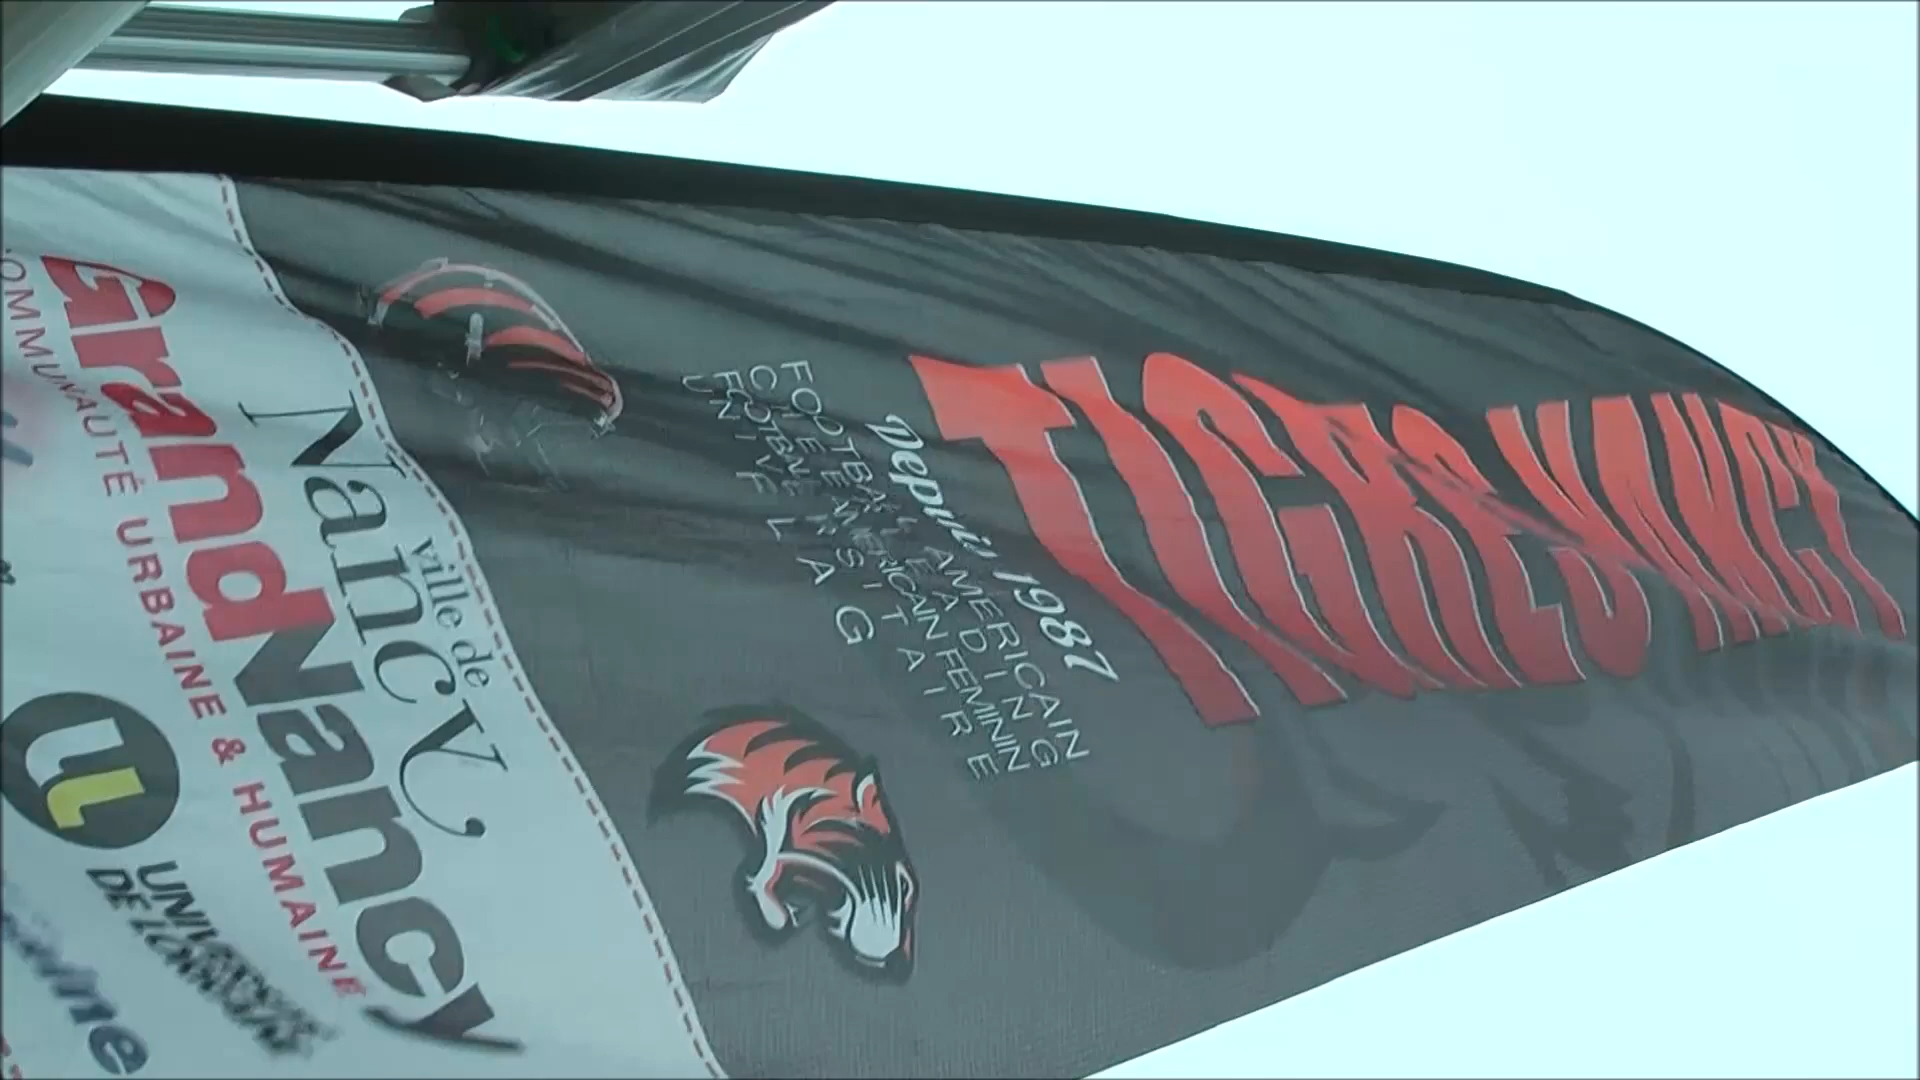 TIGRES NANCY
Depuis 1987
FOOTBALL AMERICAIN
CHEERLEADING
FOOTBALL AMERICAIN FEMININ
UNIVERSITAIRE
FLAG
ville de
Nancy
GrandNancy
COMMUNAUTÉ URBAINE & HUMAINE
UNIVERSITÉ
DE LORRAINE